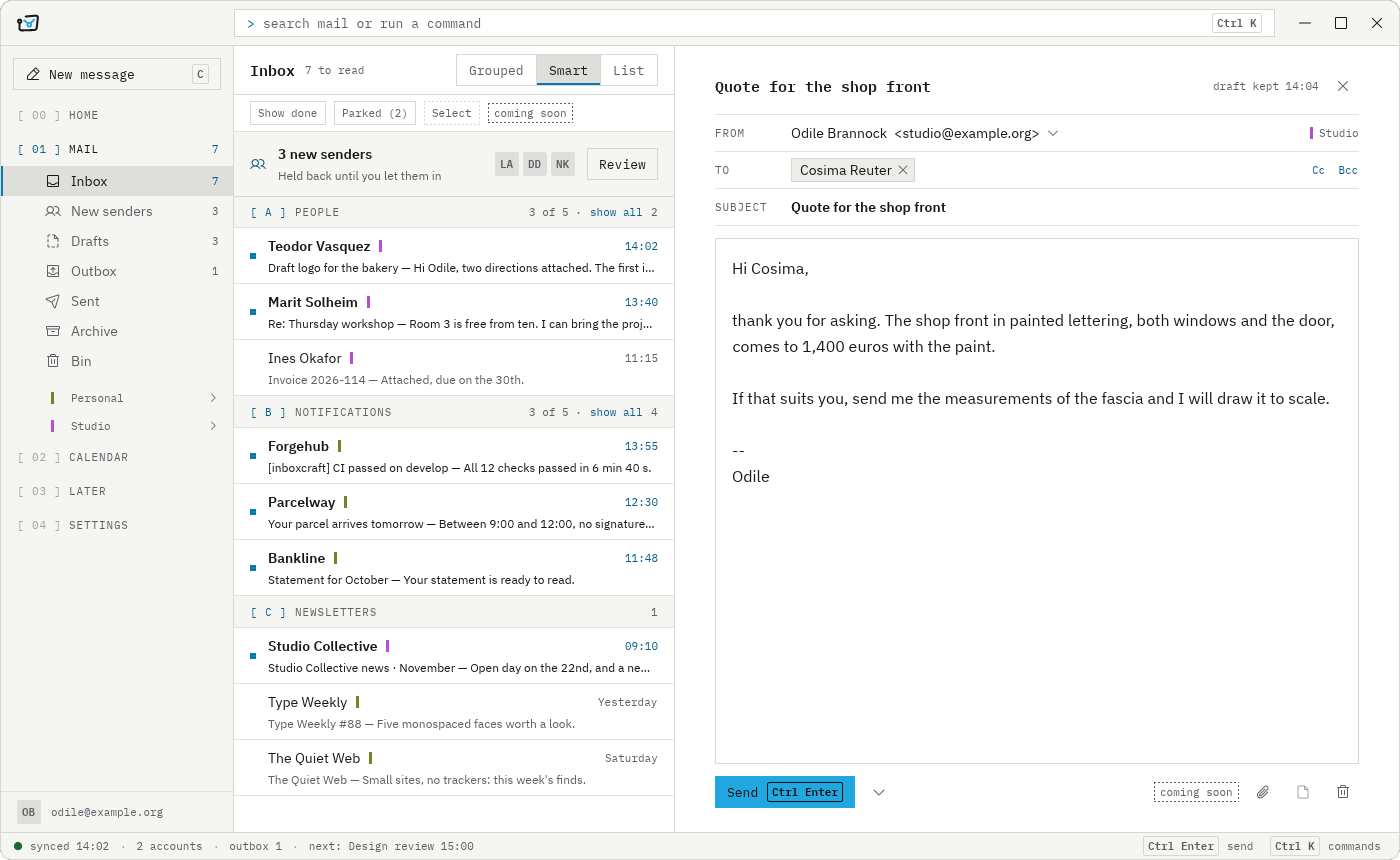 > search mail or run a command Ctrl K
New message C
[ 00 ] HOME
[ 01 ] MAIL 7
Inbox 7
New senders 3
Drafts 3
Outbox 1
Sent
Archive
Bin
Personal
Studio
[ 02 ] CALENDAR
[ 03 ] LATER
[ 04 ] SETTINGS
OB odile@example.org
Inbox 7 to read Grouped Smart List
Show done Parked (2) Select coming soon
3 new senders
Held back until you let them in
LA DD NK Review
[ A ] PEOPLE 3 of 5 · show all 2
Teodor Vasquez 14:02
Draft logo for the bakery — Hi Odile, two directions attached. The first i…
Marit Solheim 13:40
Re: Thursday workshop — Room 3 is free from ten. I can bring the proj…
Ines Okafor 11:15
Invoice 2026-114 — Attached, due on the 30th.
[ B ] NOTIFICATIONS 3 of 5 · show all 4
Forgehub 13:55
[inboxcraft] CI passed on develop — All 12 checks passed in 6 min 40 s.
Parcelway 12:30
Your parcel arrives tomorrow — Between 9:00 and 12:00, no signature…
Bankline 11:48
Statement for October — Your statement is ready to read.
[ C ] NEWSLETTERS 1
Studio Collective 09:10
Studio Collective news · November — Open day on the 22nd, and a ne…
Type Weekly Yesterday
Type Weekly #88 — Five monospaced faces worth a look.
The Quiet Web Saturday
The Quiet Web — Small sites, no trackers: this week's finds.
Quote for the shop front draft kept 14:04
FROM Odile Brannock <studio@example.org> Studio
TO Cosima Reuter Cc Bcc
SUBJECT Quote for the shop front
Hi Cosima,
thank you for asking. The shop front in painted lettering, both windows and the door,
comes to 1,400 euros with the paint.
If that suits you, send me the measurements of the fascia and I will draw it to scale.
--
Odile
Send Ctrl Enter coming soon
synced 14:02 · 2 accounts · outbox 1 · next: Design review 15:00 Ctrl Enter send Ctrl K commands